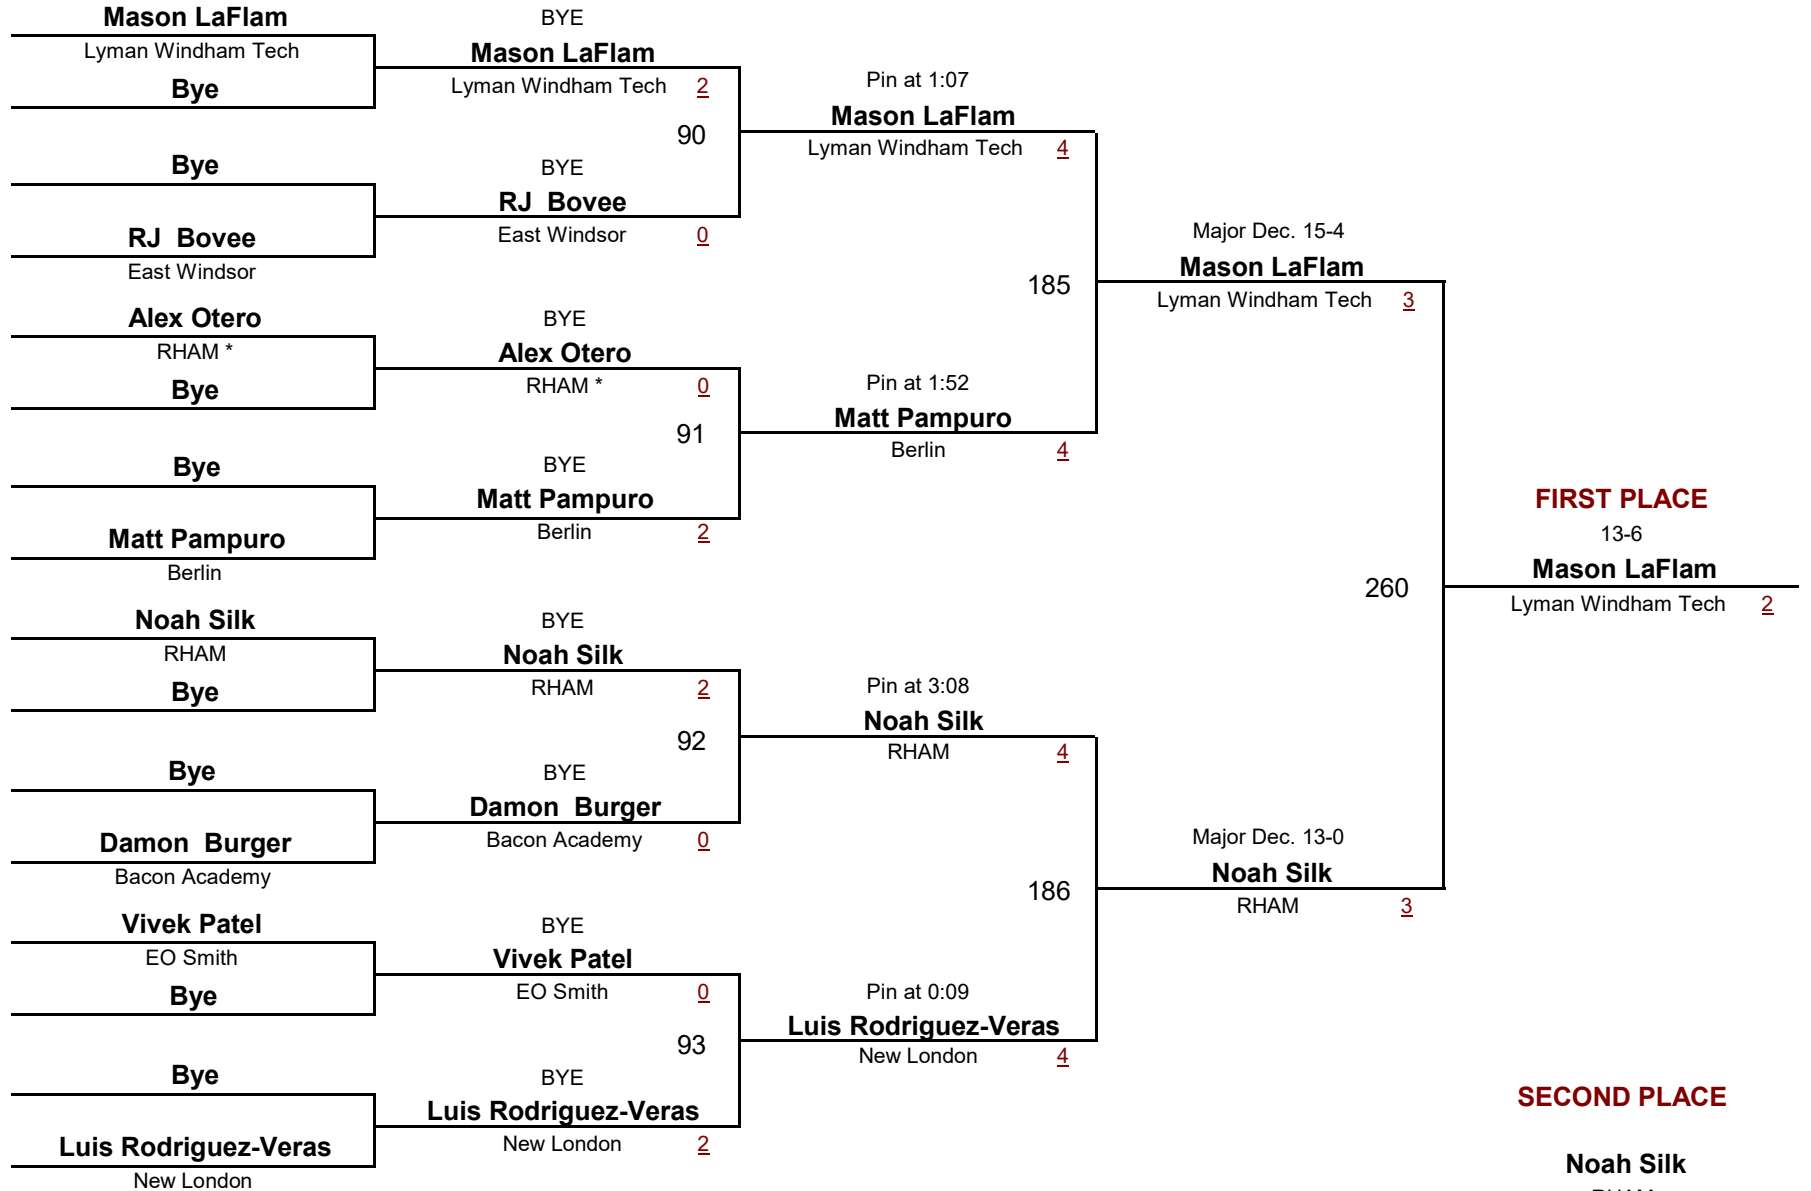 Mason LaFlam
Lyman Windham Tech
Bye
Bye
RJ  Bovee
East Windsor
Alex Otero
RHAM *
Bye
Bye
Matt Pampuro
Berlin
Noah Silk
RHAM
Bye
Bye
Damon  Burger
Bacon Academy
Vivek Patel
EO Smith
Bye
Bye
Luis Rodriguez-Veras
New London
BYE
Mason LaFlam
Lyman Windham Tech 2
90
BYE
RJ  Bovee
East Windsor 0
BYE
Alex Otero
RHAM * 0
91
BYE
Matt Pampuro
Berlin 2
BYE
Noah Silk
RHAM 2
92
BYE
Damon  Burger
Bacon Academy 0
BYE
Vivek Patel
EO Smith 0
93
BYE
Luis Rodriguez-Veras
New London 2
Pin at 1:07
Mason LaFlam
Lyman Windham Tech 4
185
Pin at 1:52
Matt Pampuro
Berlin 4
Pin at 3:08
Noah Silk
RHAM 4
186
Pin at 0:09
Luis Rodriguez-Veras
New London 4
Major Dec. 15-4
Mason LaFlam
Lyman Windham Tech 3
260
Major Dec. 13-0
Noah Silk
RHAM 3
FIRST PLACE
13-6
Mason LaFlam
Lyman Windham Tech 2
SECOND PLACE
Noah Silk
RHAM